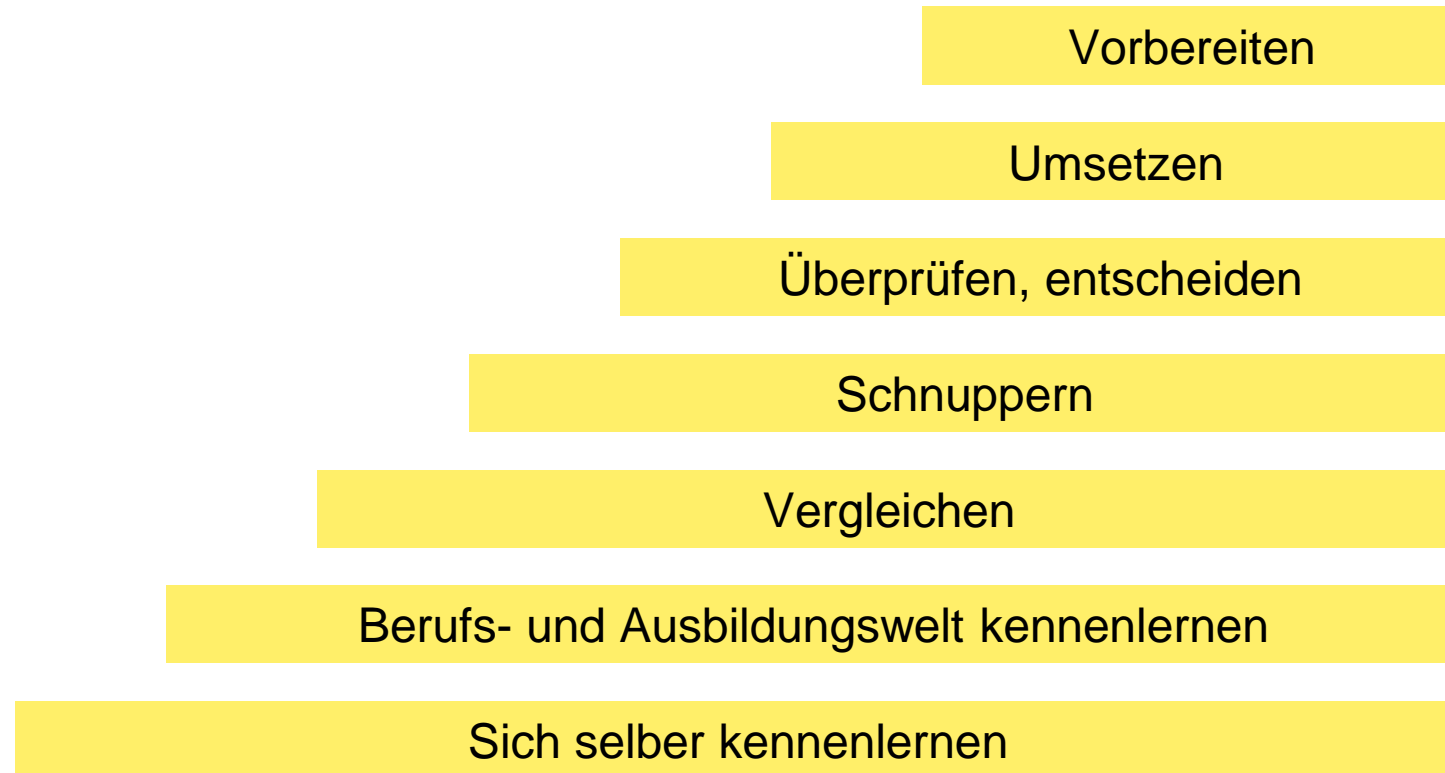 Vorbereiten
Umsetzen
Überprüfen, entscheiden
Schnuppern
Vergleichen
Berufs- und Ausbildungswelt kennenlernen
Sich selber kennenlernen